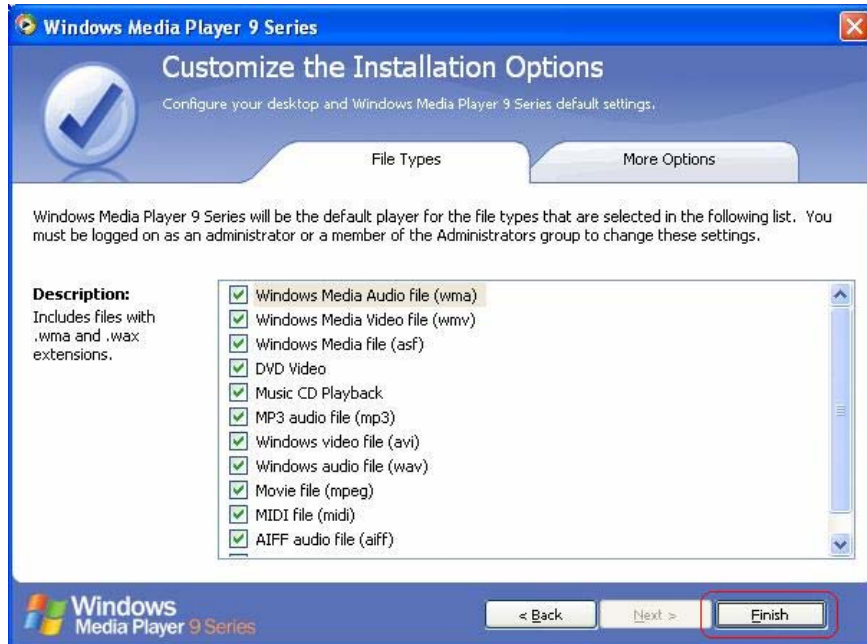 Windows Media Player 9 Series
Customize the Installation Options
Configure your desktop and Windows Media Player 9 Series default settings.
File Types
More Options
Windows Media Player 9 Series will be the default player for the file types that are selected in the following list. You
must be logged on as an administrator or a member of the Administrators group to change these settings.
Description:
Includes files with
.wma and .wax
extensions.
Windows Media Audio file (wma)
Windows Media Video file (wmv)
Windows Media file (asf)
DVD Video
Music CD Playback
MP3 audio file (mp3)
Windows video file (avi)
Windows audio file (wav)
Movie file (mpeg)
MIDI file (midi)
AIFF audio file (aiff)
Windows
Media Player 9 Series
< Back
Next >
Finish